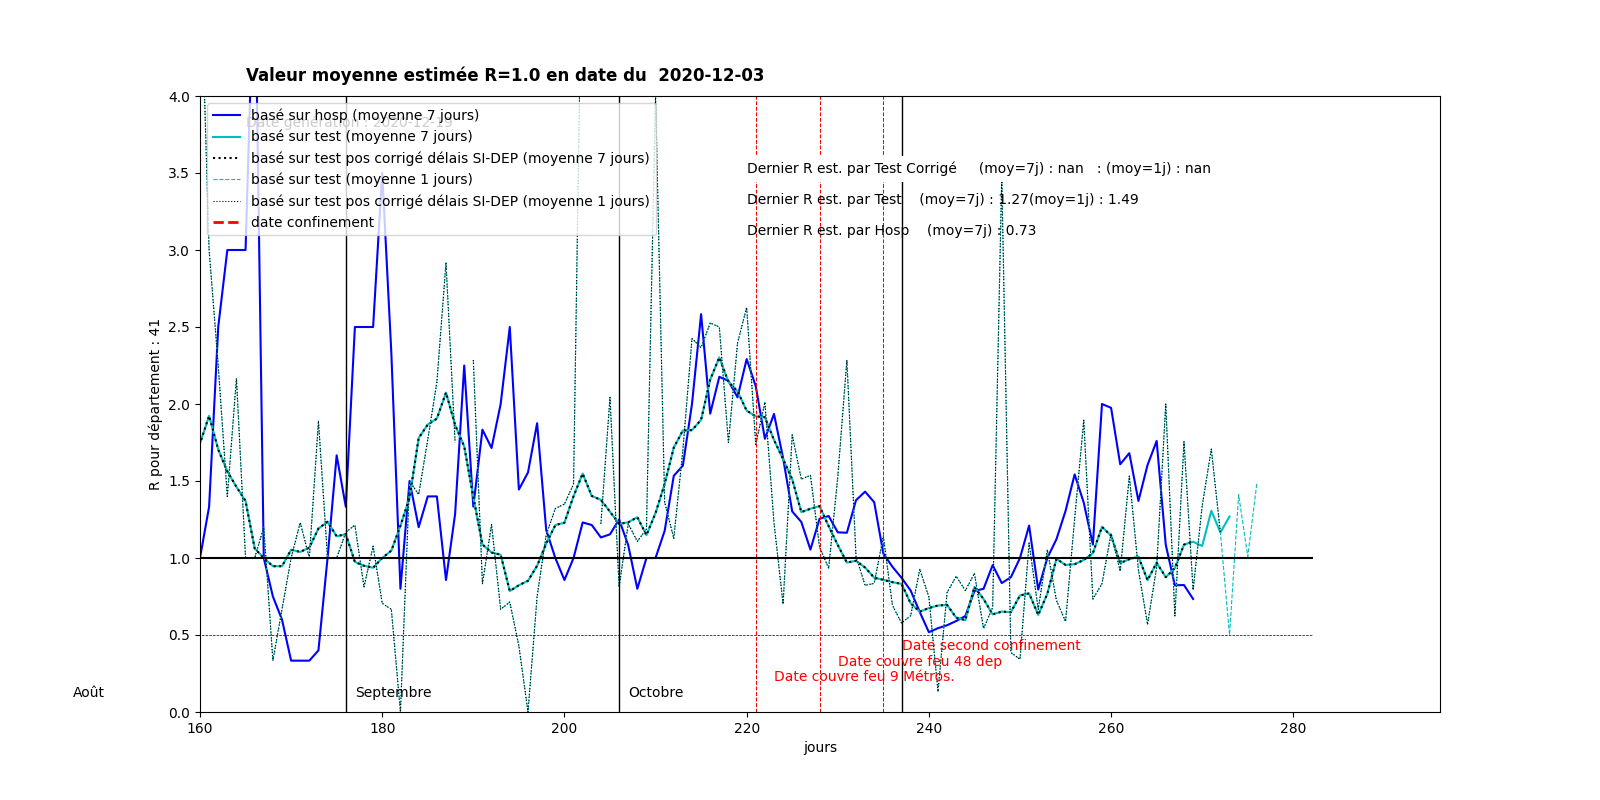 Valeur moyenne estimée R=1.0 en date du  2020-12-03
Date génération : 2020-12-19
basé sur hosp (moyenne 7 jours)
basé sur test (moyenne 7 jours)
basé sur test pos corrigé délais SI-DEP (moyenne 7 jours)
basé sur test (moyenne 1 jours)
basé sur test pos corrigé délais SI-DEP (moyenne 1 jours)
date confinement
Dernier R est. par Test Corrigé (moy=7j) : nan : (moy=1j) : nan
Dernier R est. par Test (moy=7j) : 1.27(moy=1j) : 1.49
Dernier R est. par Hosp (moy=7j) : 0.73
4.0
3.5
3.0
2.5
2.0
1.5
1.0
0.5
0.0
R pour département : 41
Date second confinement
Date couvre feu 48 dep
Date couvre feu 9 Métros.
Août
Septembre
Octobre
160
180
200
220
240
260
280
jours